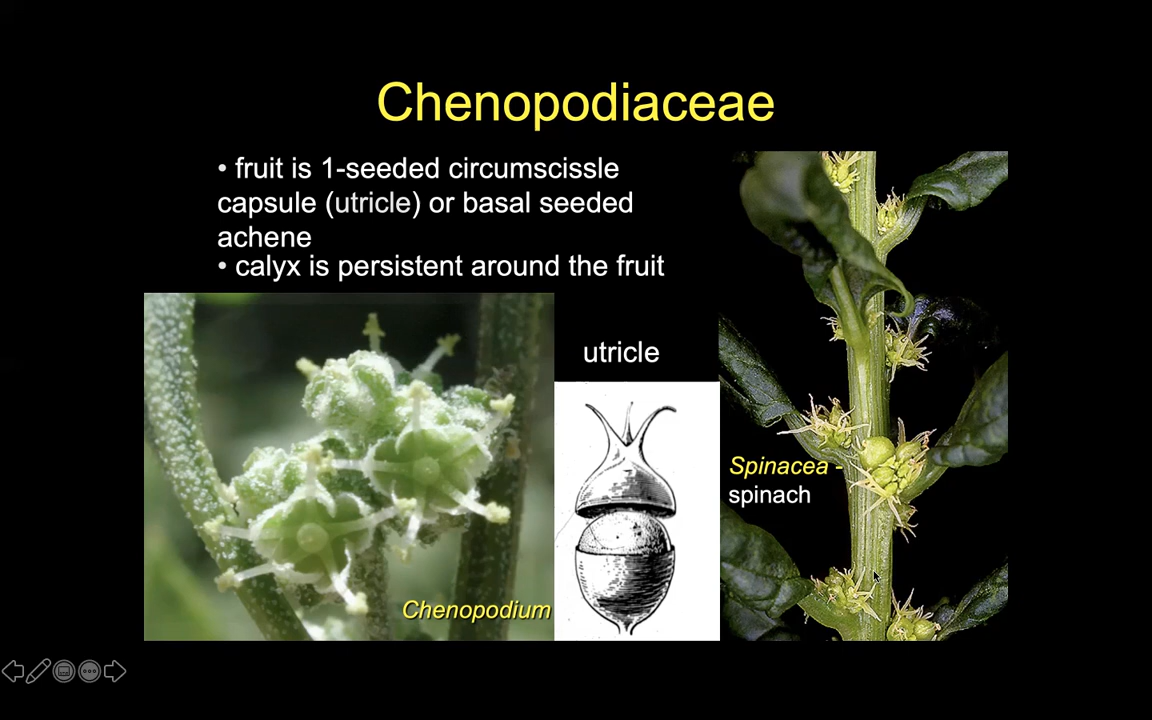 Chenopodiaceae
• fruit is 1-seeded circumscissle
capsule (utricle) or basal seeded
achene
• calyx is persistent around the fruit
utricle
Spinacea -
spinach
Chenopodium